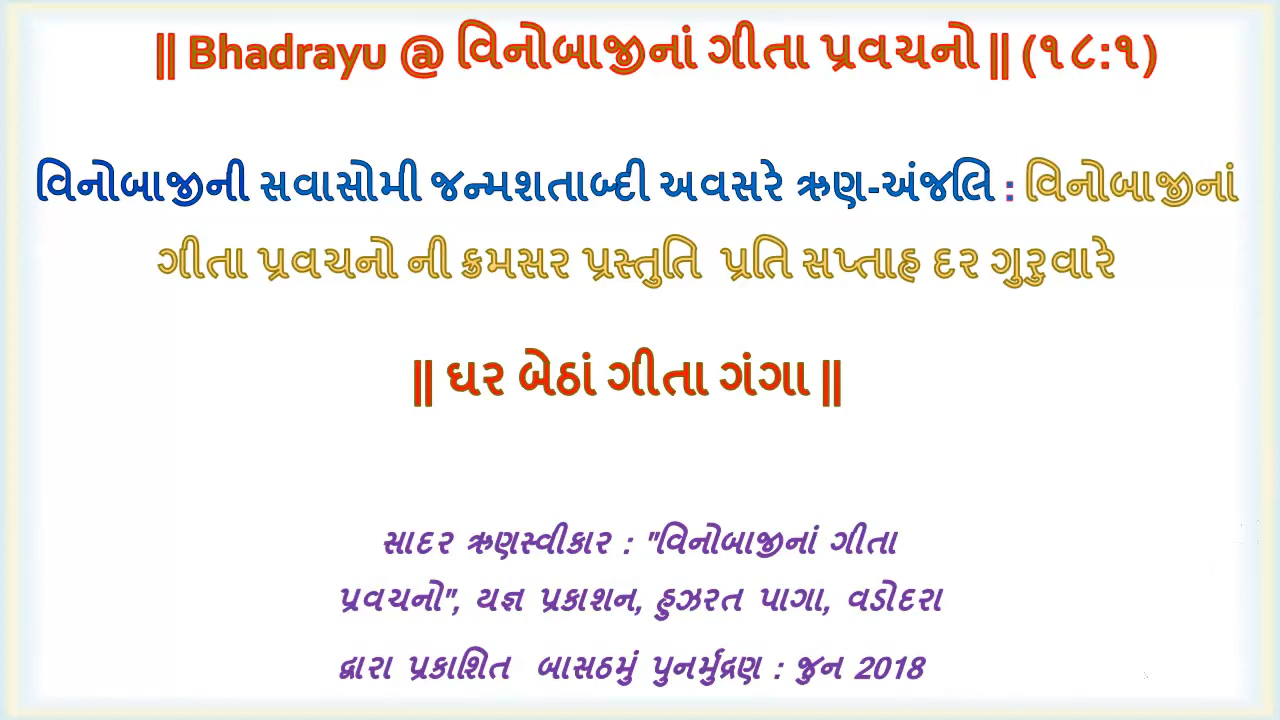 || Bhadrayu @ વિનોબાજીનાં ગીતા પ્રવચનો || (૧૮:૧)
વિનોબાજીની સવાસોમી જન્મશતાબ્દી અવસરે ઋણ-અંજલિ : વિનોબાજીનાં
ગીતા પ્રવચનો ની ક્રમસર પ્રસ્તુતિ પ્રતિ સપ્તાહ દર ગુરુવારે
|| ઘર બેઠાં ગીતા ગંગા ||
સાદર ઋણસ્વીકાર : "વિનોબાજીનાં ગીતા
પ્રવચનો", યજ્ઞ પ્રકાશન, હુઝરત પાગા, વડોદરા
દ્વારા પ્રકાશિત બાસઠમું પુનર્મુદ્રણ : જુન 2018